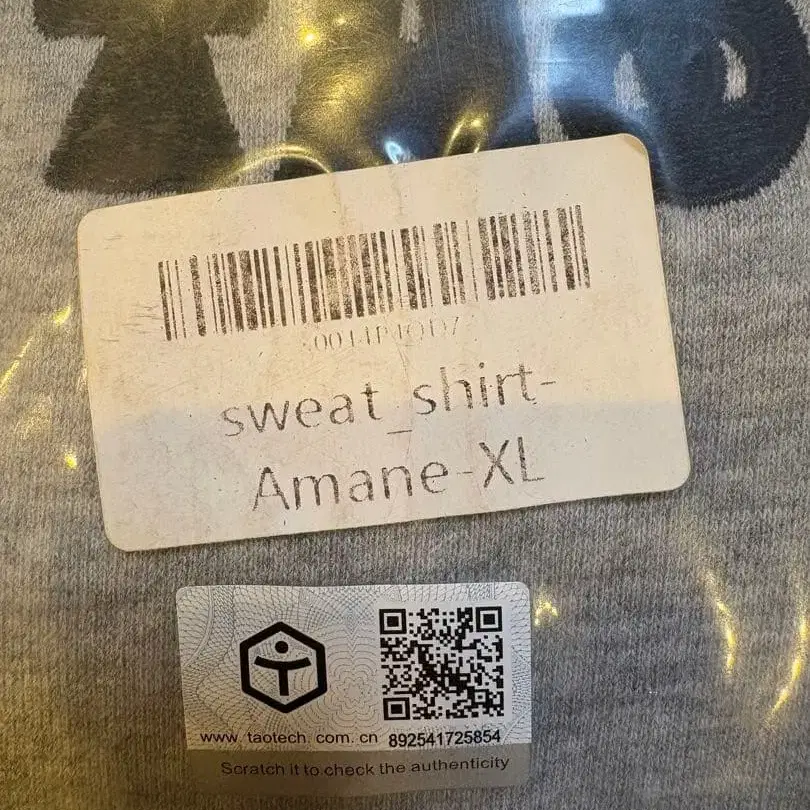 sweat_shirt-
Amane-XL
www. taotech. com. cn 892541725854
Scratch it to check the authenticity